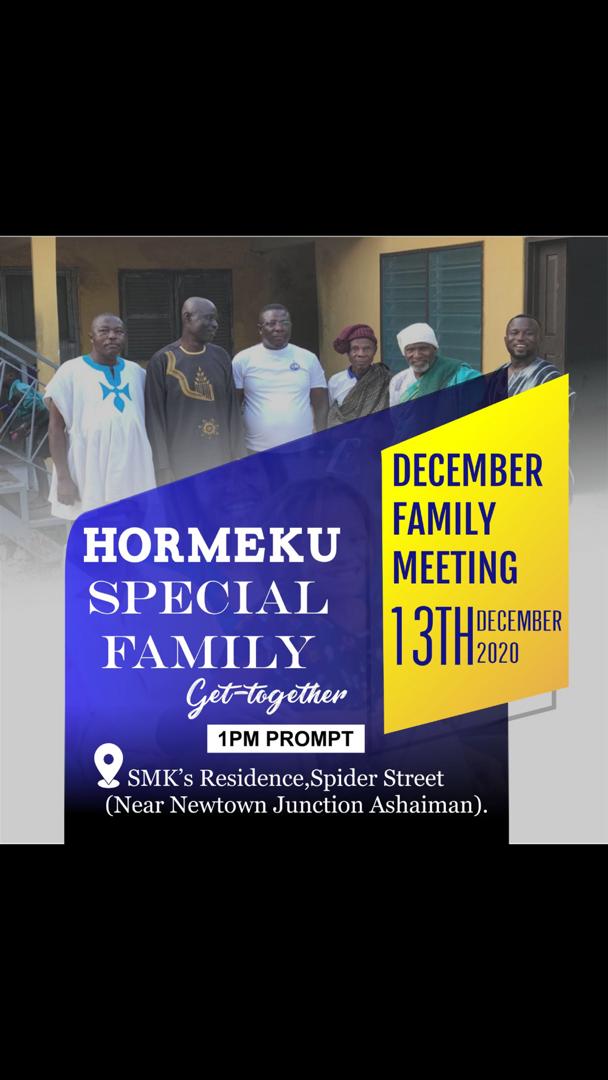 HORMEKU
SPECIAL
FAMILY
Get-together
1PM PROMPT
SMK's Residence,Spider Street
(Near Newtown Junction Ashaiman).
DECEMBER
FAMILY
MEETING
13TH DECEMBER
2020